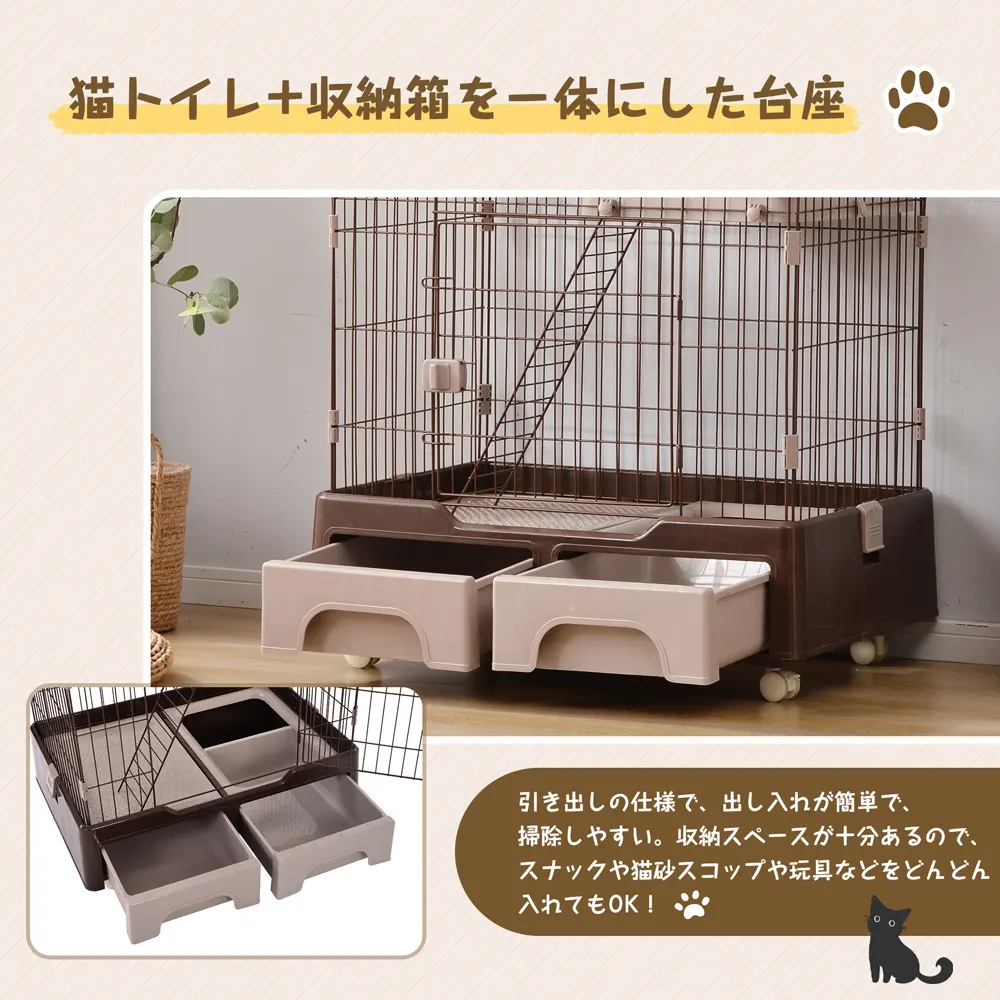 猫トイレ+収納箱を一体にした台座
引き出しの仕様で、出し入れが簡単で、
掃除しやすい。収納スペースが十分あるので、
スナックや猫砂スコップや玩具などをどんどん
入れてもOK！